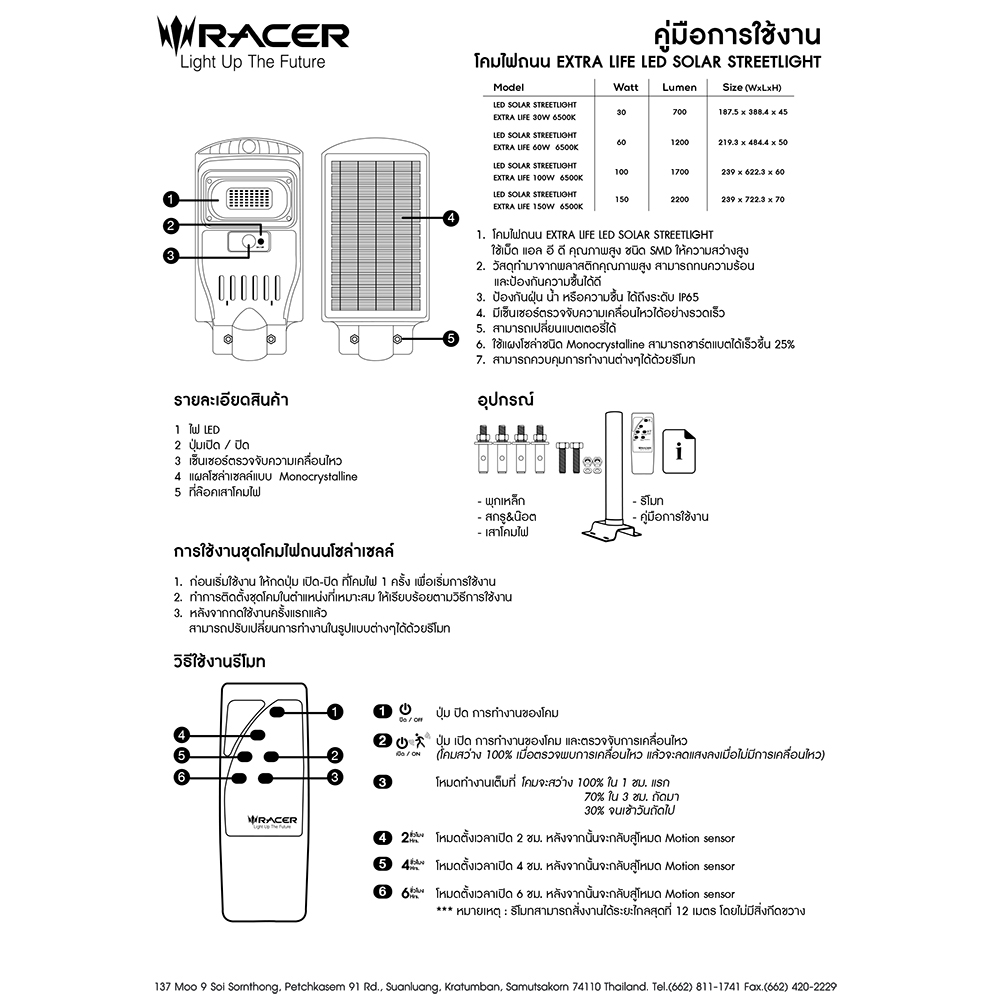 RACER
Light Up The Future
คู่มือการใช้งาน
โคมไฟถนน EXTRA LIFE LED SOLAR STREETLIGHT
Model Watt Lumen Size (WxLxH)
LED SOLAR STREETLIGHT
EXTRA LIFE 30W 6500K 30 700 187.5 x 388.4 x 45
LED SOLAR STREETLIGHT
EXTRA LIFE 60W 6500K 60 1200 219.3 x 484.4 x 50
LED SOLAR STREETLIGHT
EXTRA LIFE 100W 6500K 100 1700 239 x 622.3 x 60
LED SOLAR STREETLIGHT
EXTRA LIFE 150W 6500K 150 2200 239 x 722.3 x 70
1
2
3
4
5
1. โคมไฟถนน EXTRA LIFE LED SOLAR STREETLIGHT
ใช้เม็ด แอล อี ดี คุณภาพสูง ชนิด SMD ให้ความสว่างสูง
2. วัสดุทำมาจากพลาสติกคุณภาพสูง สามารถทนความร้อน
และป้องกันความชื้นได้ดี
3. ป้องกันฝุ่น น้ำ หรือความชื้น ได้ถึงระดับ IP65
4. มีเซ็นเซอร์ตรวจจับความเคลื่อนไหวได้อย่างรวดเร็ว
5. สามารถเปลี่ยนแบตเตอรี่ได้
6. ใช้แผงโซล่าชนิด Monocrystalline สามารถชาร์ตแบตได้เร็วขึ้น 25%
7. สามารถควบคุมการทำงานต่างๆได้ด้วยรีโมท
รายละเอียดสินค้า
1 ไฟ LED
2 ปุ่มเปิด / ปิด
3 เซ็นเซอร์ตรวจจับความเคลื่อนไหว
4 แผลโซล่าเซลล์แบบ Monocrystalline
5 ที่ล๊อคเสาโคมไฟ
อุปกรณ์
RACER
i
- พุกเหล็ก
- สกรู&น๊อต
- เสาโคมไฟ
- รีโมท
- คู่มือการใช้งาน
การใช้งานชุดโคมไฟถนนโซล่าเซลล์
1. ก่อนเริ่มใช้งาน ให้กดปุ่ม เปิด-ปิด ที่โคมไฟ 1 ครั้ง เพื่อเริ่มการใช้งาน
2. ทำการติดตั้งชุดโคมในตำแหน่งที่เหมาะสม ให้เรียบร้อยตามวิธีการใช้งาน
3. หลังจากกดใช้งานครั้งแรกแล้ว
สามารถปรับเปลี่ยนการทำงานในรูปแบบต่างๆได้ด้วยรีโมท
วิธีใช้งานรีโมท
1
4
5
2
6
3
RACER
Light Up The Future
1 ปิด / OFF ปุ่ม ปิด การทำงานของโคม
2 เปิด / ON ปุ่ม เปิด การทำงานของโคม และตรวจจับการเคลื่อนไหว
(โคมสว่าง 100% เมื่อตรวจพบการเคลื่อนไหว แล้วจะลดแสงลงเมื่อไม่มีการเคลื่อนไหว)
3 โหมดทำงานเต็มที่ โคมจะสว่าง 100% ใน 1 ชม. แรก
70% ใน 3 ชม. ถัดมา
30% จนเช้าวันถัดไป
4 2 ชั่วโมง Hrs. โหมดตั้งเวลาเปิด 2 ชม. หลังจากนั้นจะกลับสู่โหมด Motion sensor
5 4 ชั่วโมง Hrs. โหมดตั้งเวลาเปิด 4 ชม. หลังจากนั้นจะกลับสู่โหมด Motion sensor
6 6 ชั่วโมง Hrs. โหมดตั้งเวลาเปิด 6 ชม. หลังจากนั้นจะกลับสู่โหมด Motion sensor
*** หมายเหตุ : รีโมทสามารถสั่งงานได้ระยะไกลสุดที่ 12 เมตร โดยไม่มีสิ่งกีดขวาง
137 Moo 9 Soi Sornthong, Petchkasem 91 Rd., Suanluang, Kratumban, Samutsakorn 74110 Thailand. Tel.(662) 811-1741 Fax.(662) 420-2229